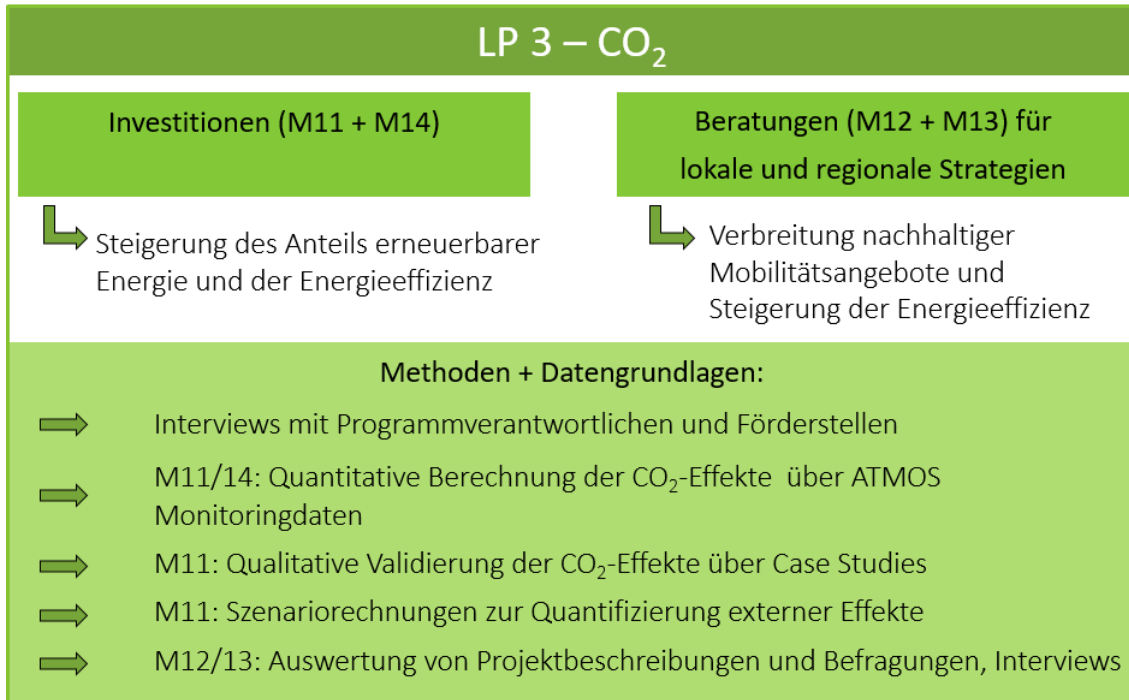 LP 3 – CO₂
Investitionen (M11 + M14)
Beratungen (M12 + M13) für
lokale und regionale Strategien
Steigerung des Anteils erneuerbarer
Energie und der Energieeffizienz
Verbreitung nachhaltiger
Mobilitätsangebote und
Steigerung der Energieeffizienz
Methoden + Datengrundlagen:
Interviews mit Programmverantwortlichen und Förderstellen
M11/14: Quantitative Berechnung der CO₂-Effekte über ATMOS
Monitoringdaten
M11: Qualitative Validierung der CO₂-Effekte über Case Studies
M11: Szenariorechnungen zur Quantifizierung externer Effekte
M12/13: Auswertung von Projektbeschreibungen und Befragungen, Interviews